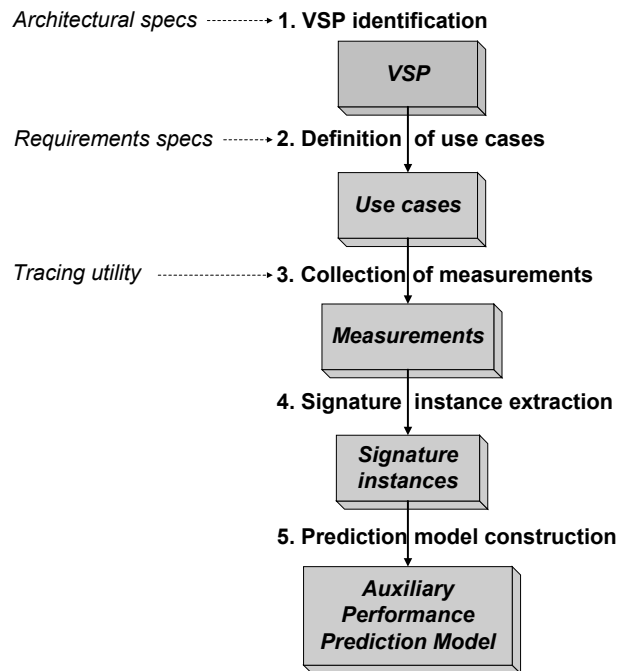 Architectural specs
1. VSP identification
VSP
Requirements specs
2. Definition of use cases
Use cases
Tracing utility
3. Collection of measurements
Measurements
4. Signature instance extraction
Signature
instances
5. Prediction model construction
Auxiliary
Performance
Prediction Model